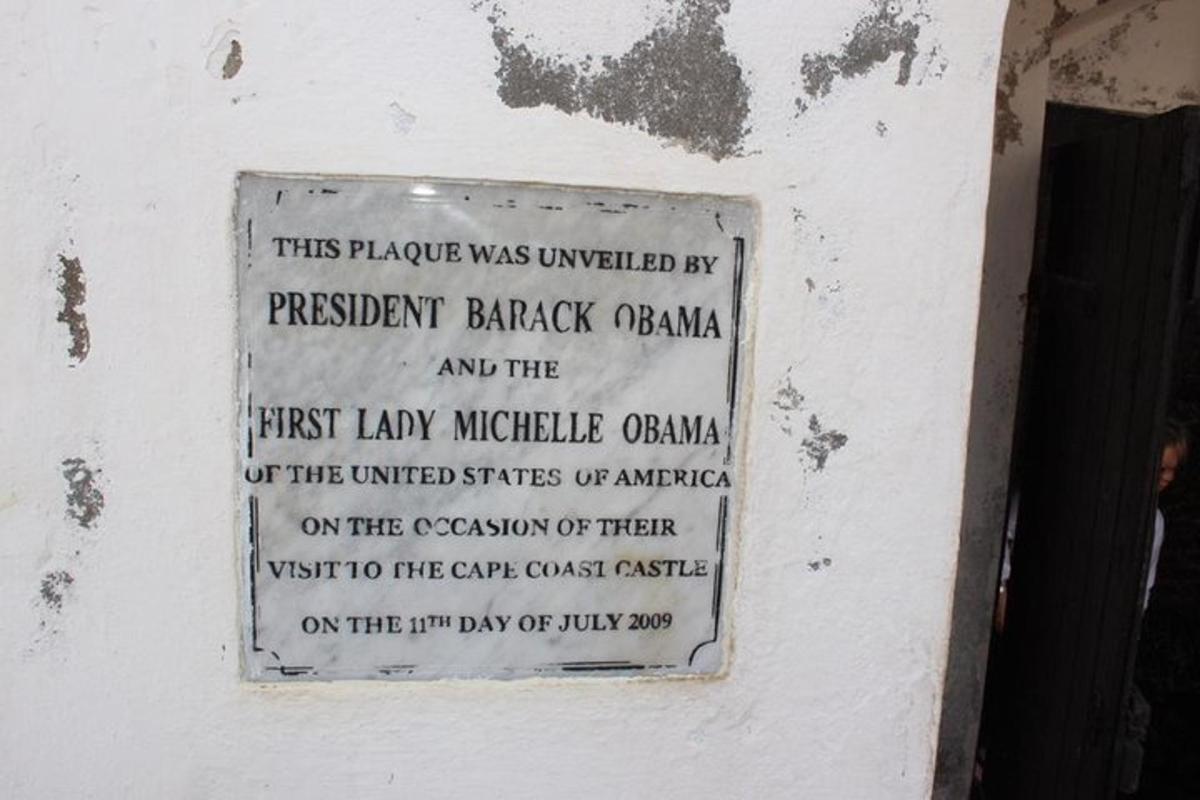 THIS PLAQUE WAS UNVEILED BY
PRESIDENT BARACK OBAMA
AND THE
FIRST LADY MICHELLE OBAMA
OF THE UNITED STATES OF AMERICA
ON THE OCCASION OF THEIR
VISIT TO THE CAPE COAST CASTLE
ON THE 11TH DAY OF JULY 2009